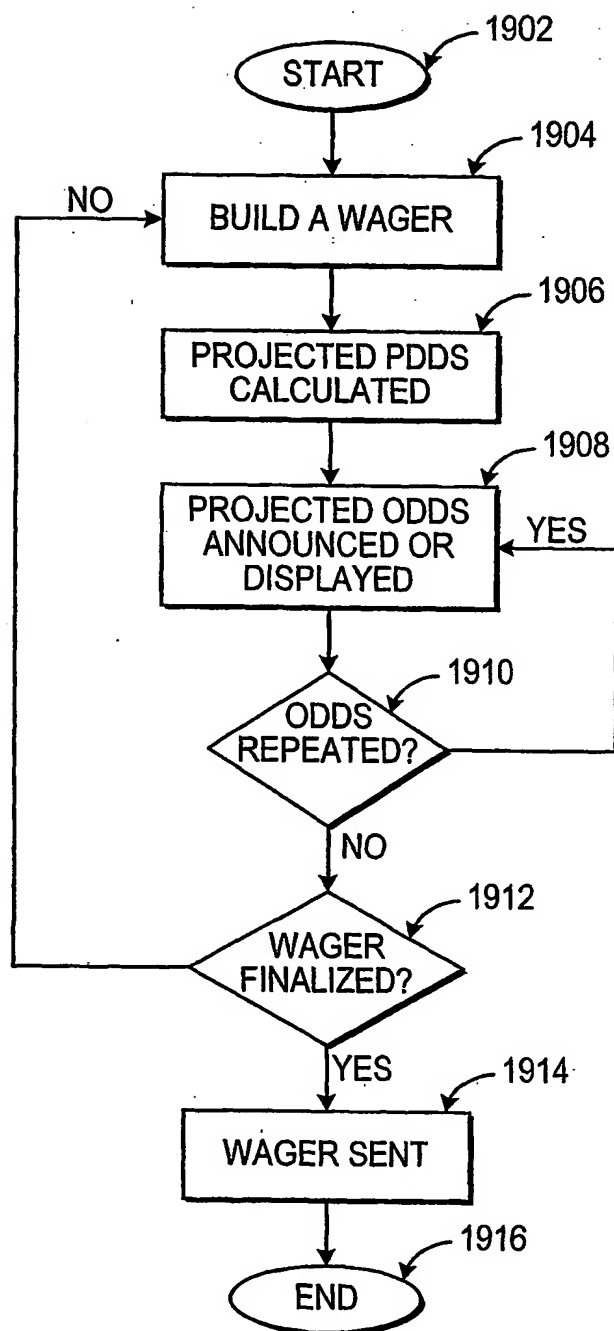 1902
START
1904
NO
BUILD A WAGER
1906
PROJECTED PDDS
CALCULATED
1908
PROJECTED ODDS
ANNOUNCED OR
DISPLAYED
YES
1910
ODDS
REPEATED?
NO
1912
WAGER
FINALIZED?
YES
1914
WAGER SENT
1916
END